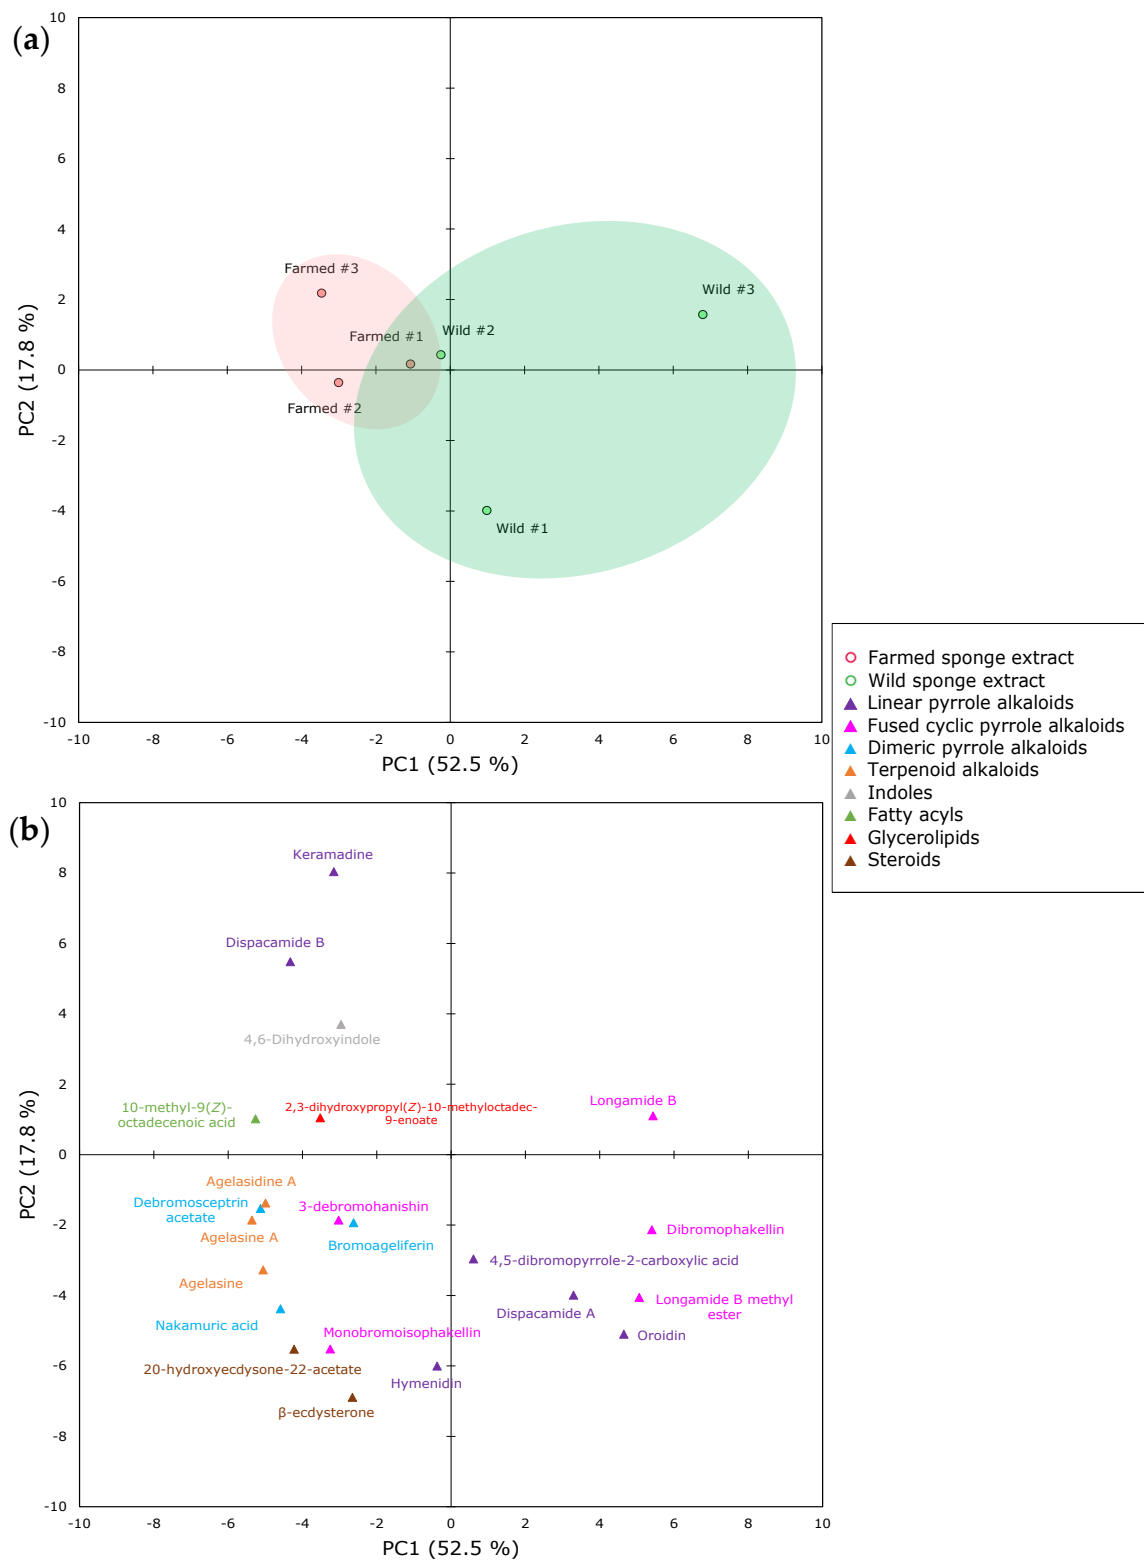 (a)
10
8
6
4
2
0
-2
-4
-6
-8
-10
PC2 (17.8 %)
Farmed #3
Farmed #1
Farmed #2
Wild #2
Wild #3
Wild #1
-10 -8 -6 -4 -2 0 2 4 6 8 10
PC1 (52.5 %)
Farmed sponge extract
Wild sponge extract
Linear pyrrole alkaloids
Fused cyclic pyrrole alkaloids
Dimeric pyrrole alkaloids
Terpenoid alkaloids
Indoles
Fatty acyls
Glycerolipids
Steroids
(b)
10
8
6
4
2
0
-2
-4
-6
-8
-10
PC2 (17.8 %)
Keramadine
Dispacamide B
4,6-Dihydroxyindole
10-methyl-9(Z)-
octadecenoic acid
2,3-dihydroxypropyl(Z)-10-methyloctadec-
9-enoate
Longamide B
Agelasidine A
Debromosceptrin
acetate
3-debromohanishin
Agelasine A
Bromoageliferin
Dibromophakellin
4,5-dibromopyrrole-2-carboxylic acid
Agelasine
Nakamuric acid
Dispacamide A
Longamide B methyl
ester
Monobromoisophakellin
Oroidin
20-hydroxyecdysone-22-acetate
Hymenidin
β-ecdysterone
-10 -8 -6 -4 -2 0 2 4 6 8 10
PC1 (52.5 %)